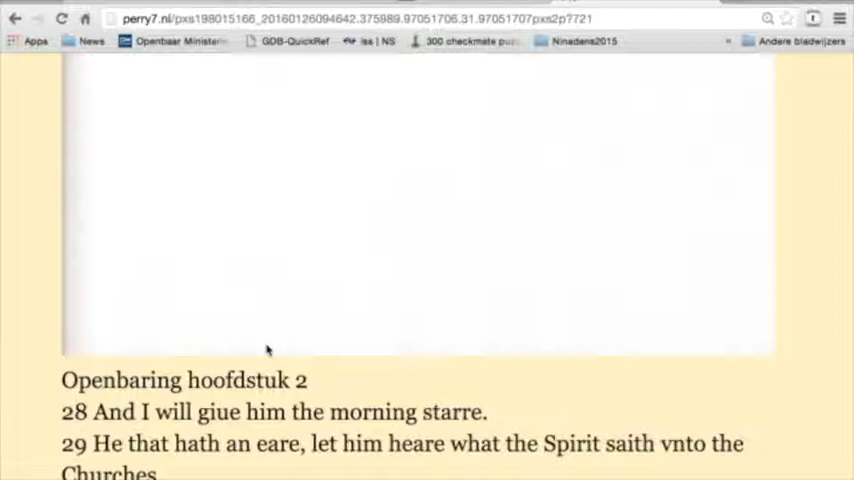 perry7.nl/pxs198015166_20160126094642.375989.97051706.31.97051707pxs2p7721
Apps News Openbaar Ministerie GDB-QuickRef iss | NS 300 checkmate Ninadans2015 » Andere bladwijzers
Openbaring hoofdstuk 2
28 And I will giue him the morning starre.
29 He that hath an eare, let him heare what the Spirit saith vnto the
Churches